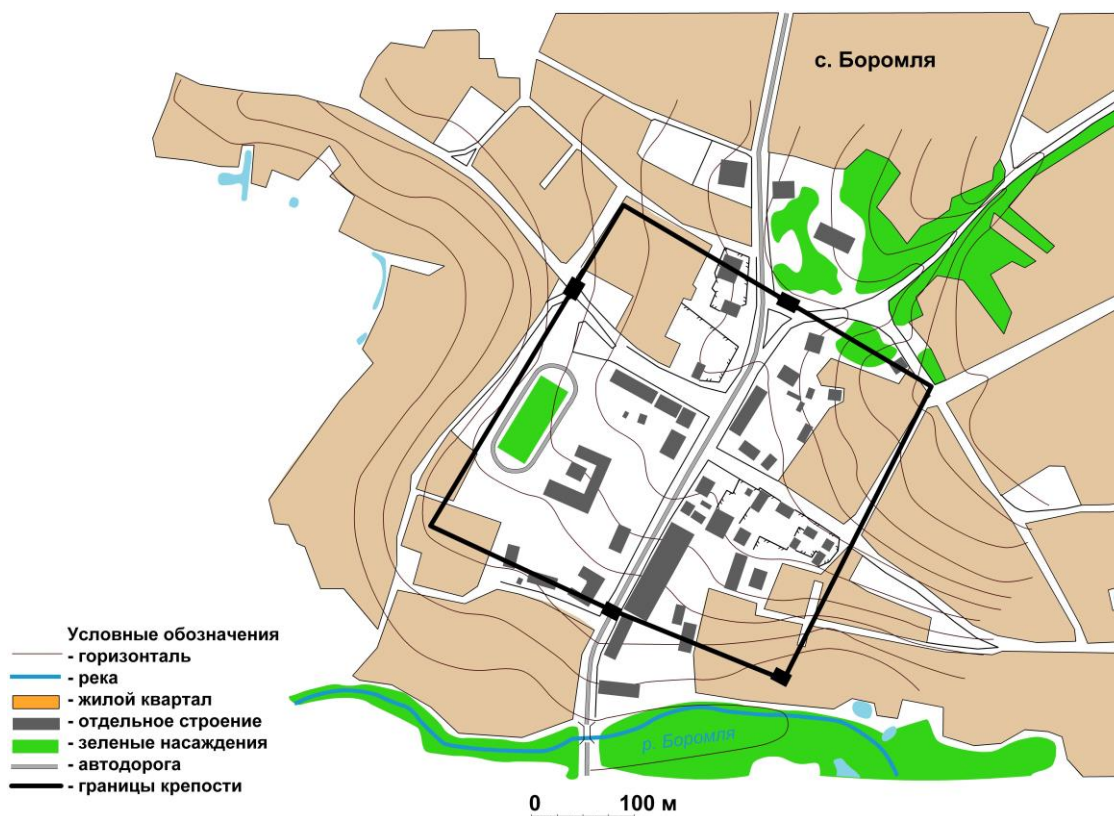 с. Боромля
Условные обозначения
- горизонталь
- река
- жилой квартал
- отдельное строение
- зеленые насаждения
- автодорога
- границы крепости
р. Боромля
0 100 м